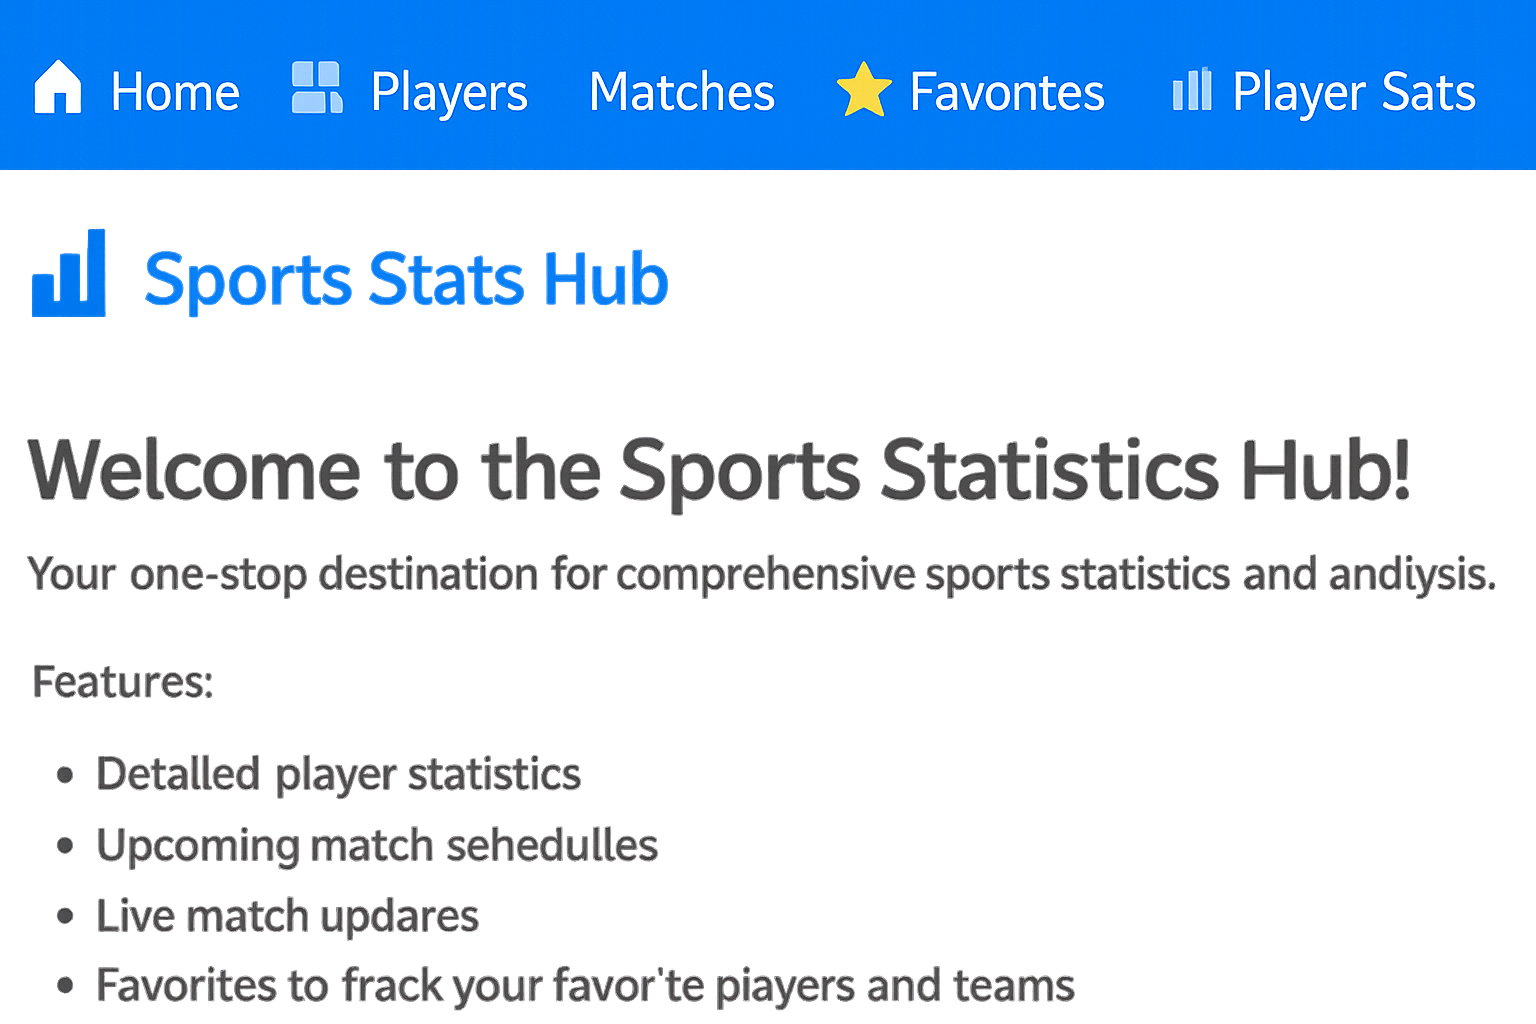 Home Players Matches Favontes Player Sats
Sports Stats Hub
Welcome to the Sports Statistics Hub!
Your one-stop destination for comprehensive sports statistics and andiysis.
Features:
• Detalled player statistics
• Upcoming match sehedulles
• Live match updares
• Favorites to frack your favor'te piayers and teams